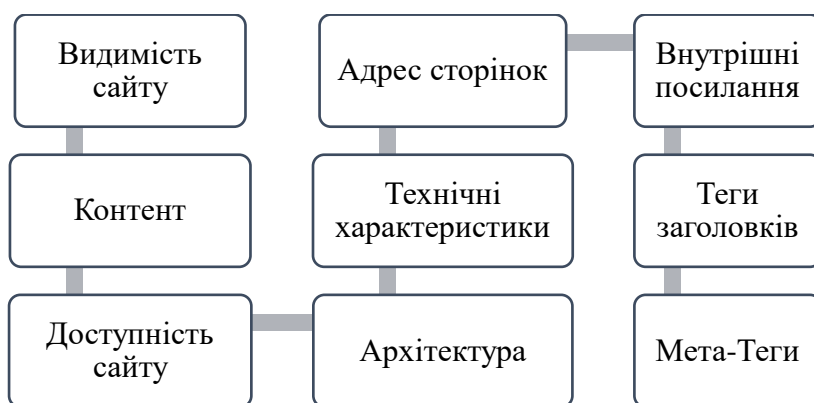 Видимість
сайту
Контент
Доступність
сайту
Архітектура
Технічні
характеристики
Адрес сторінок
Внутрішні
посилання
Теги
заголовків
Мета-Теги